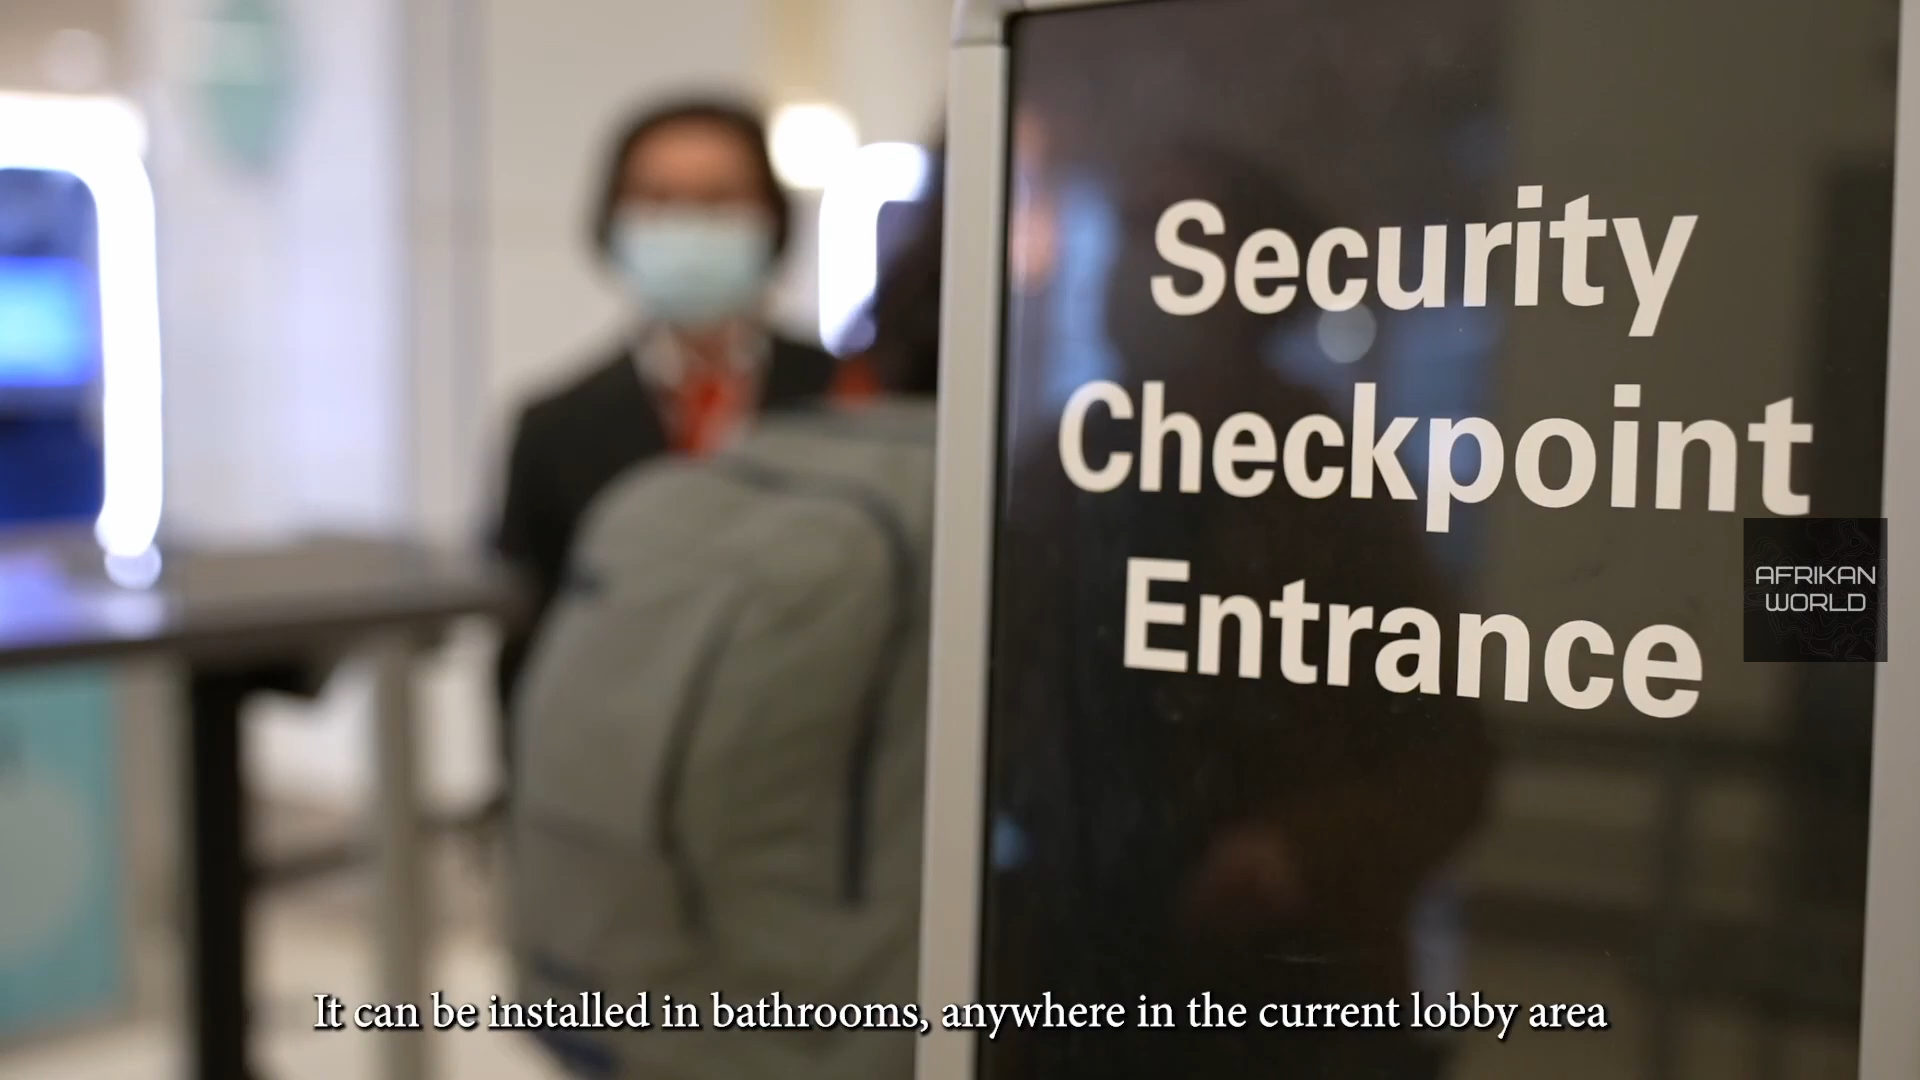 Security
Checkpoint
Entrance
AFRIKAN
WORLD
It can be installed in bathrooms, anywhere in the current lobby area